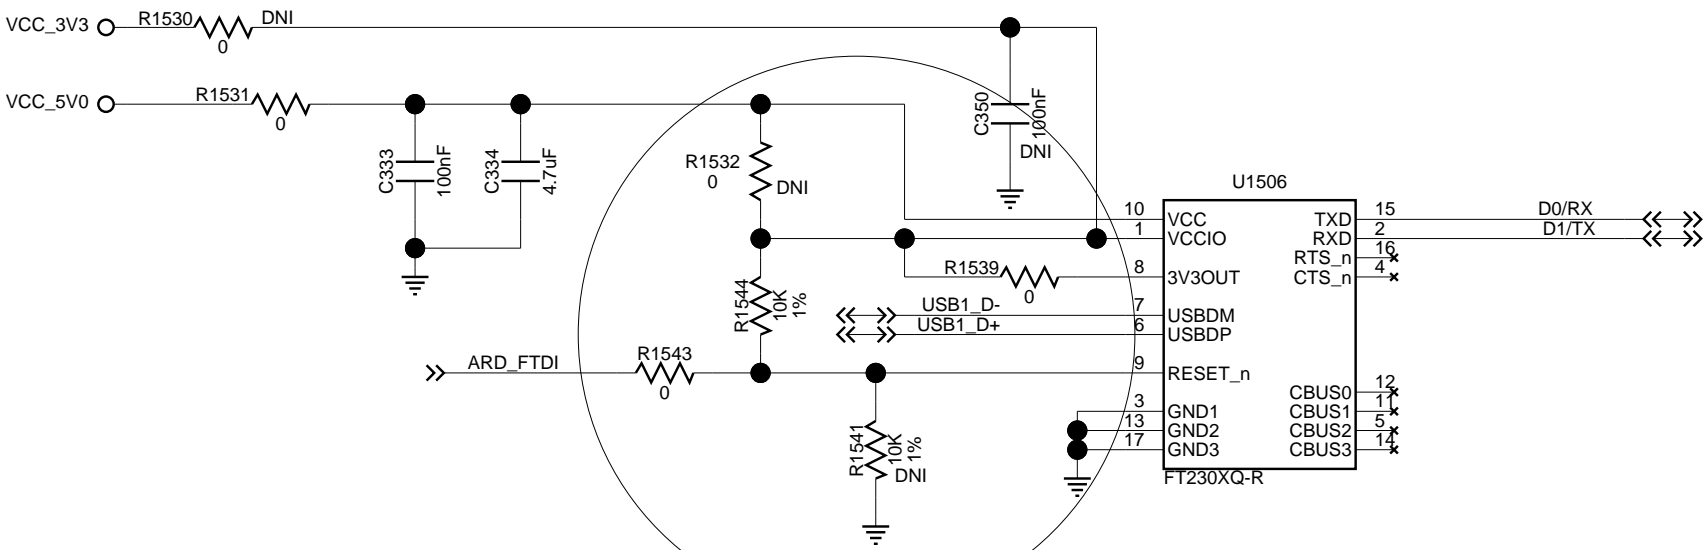 VCC_3V3
R1530
DNI
0
VCC_5V0
R1531
0
C333
100nF
C334
4.7uF
R1532
0
DNI
C350
100nF
DNI
U1506
10
VCC
1
VCCIO
8
3V3OUT
7
USBDM
6
USBDP
9
RESET_n
3
GND1
13
GND2
17
GND3
TXD
15
RXD
2
RTS_n
16
CTS_n
4
CBUS0
12
CBUS1
11
CBUS2
5
CBUS3
14
FT230XQ-R
D0/RX
D1/TX
R1539
0
R1544
10K
1%
USB1_D-
USB1_D+
ARD_FTDI
R1543
0
R1541
10K
1%
DNI